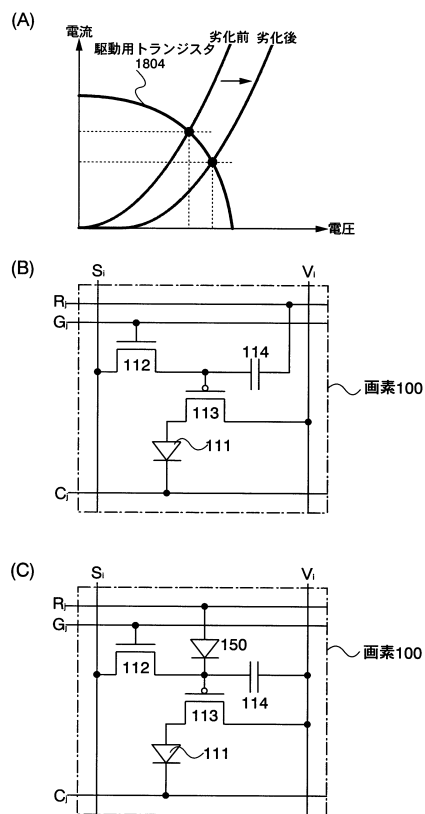 (A)
電流
劣化前 劣化後
駆動用トランジスタ
1804
電圧
(B)
Si Vi
Rj
Gj
114
112
113
画素100
111
Cj
(C)
Si Vi
Rj
Gj
150
112
画素100
114
113
111
Cj